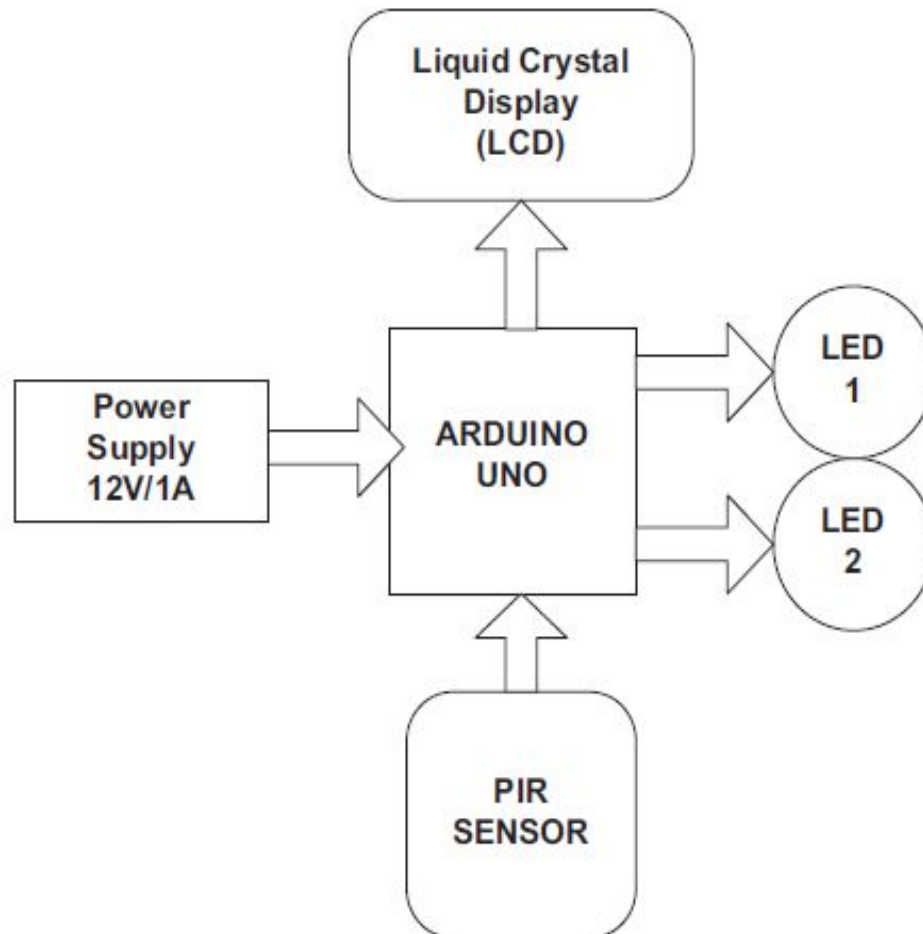 Liquid Crystal
Display
(LCD)
Power
Supply
12V/1A
ARDUINO
UNO
LED
1
LED
2
PIR
SENSOR